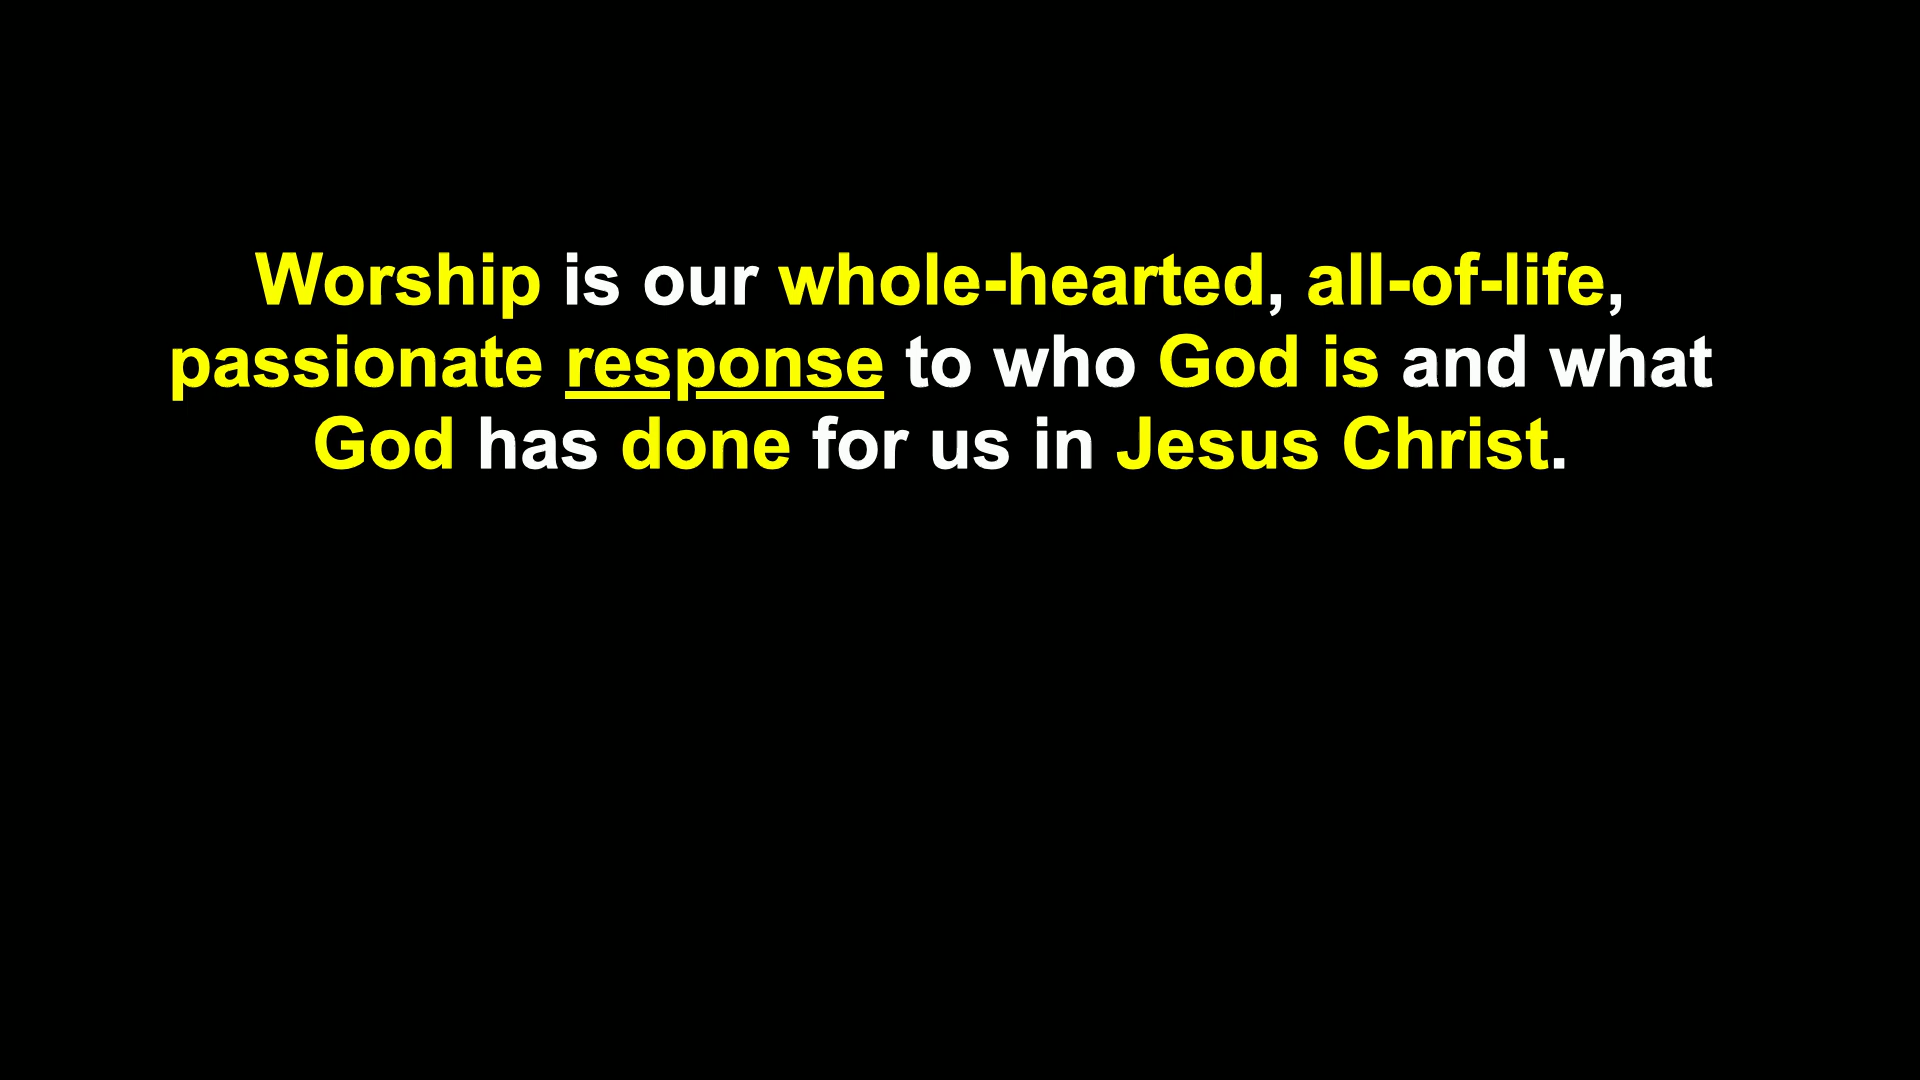 Worship is our whole-hearted, all-of-life,
passionate response to who God is and what
God has done for us in Jesus Christ.